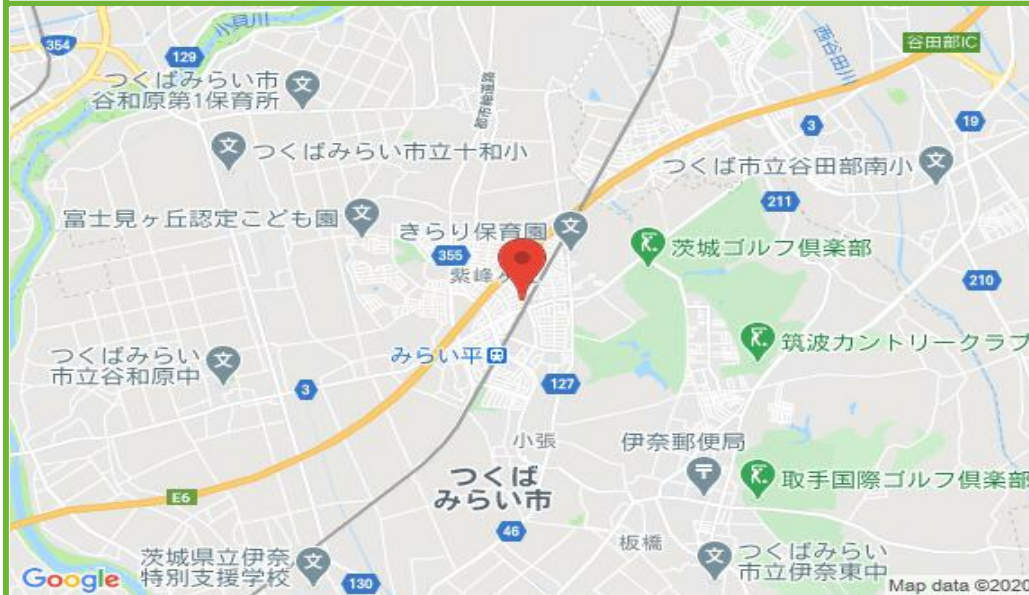 小貝川
354
129
つくばみらい市
谷和原第1保育所
都市軸道路
西谷田川
谷田部IC
3
19
つくばみらい市立十和小
つくば市立谷田部南小
211
富士見ヶ丘認定こども園
きらり保育園
茨城ゴルフ倶楽部
355
紫峰ヶ
210
つくばみらい
市立谷和原中
みらい平
筑波カントリークラブ
3
127
小張
伊奈郵便局
つくば
みらい市
取手国際ゴルフ倶楽部
E6
46
板橋
茨城県立伊奈
特別支援学校
つくばみらい
市立伊奈東中
130
Google
Map data ©2020